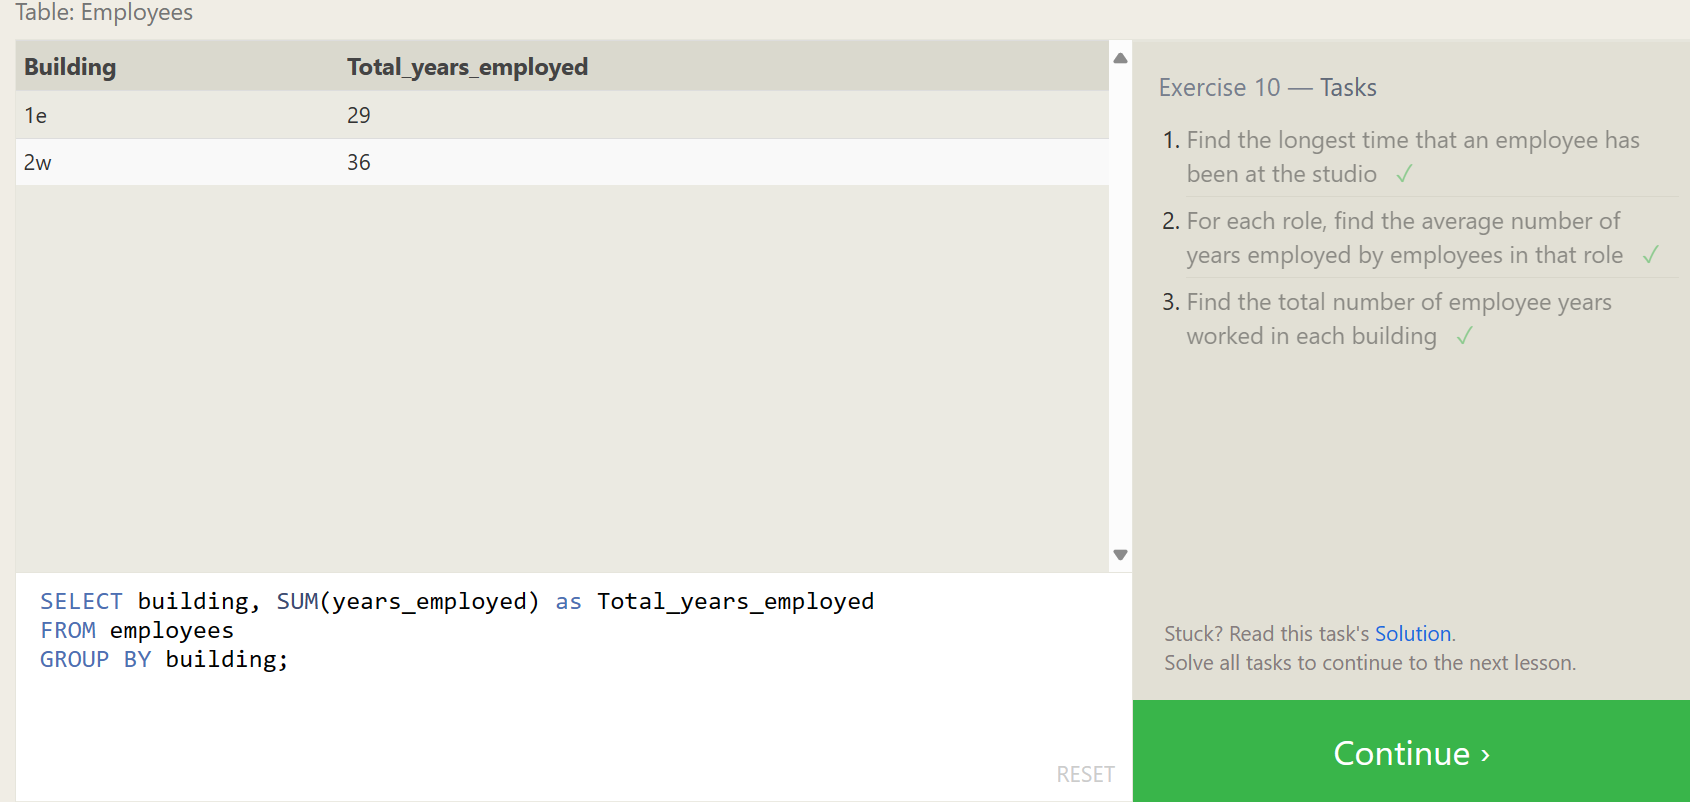 Table: Employees
Building Total_years_employed
1e 29
2w 36
SELECT building, SUM(years_employed) as Total_years_employed
FROM employees
GROUP BY building;
RESET
Exercise 10 — Tasks
1. Find the longest time that an employee has
been at the studio ✓
2. For each role, find the average number of
years employed by employees in that role ✓
3. Find the total number of employee years
worked in each building ✓
Stuck? Read this task's Solution.
Solve all tasks to continue to the next lesson.
Continue ›